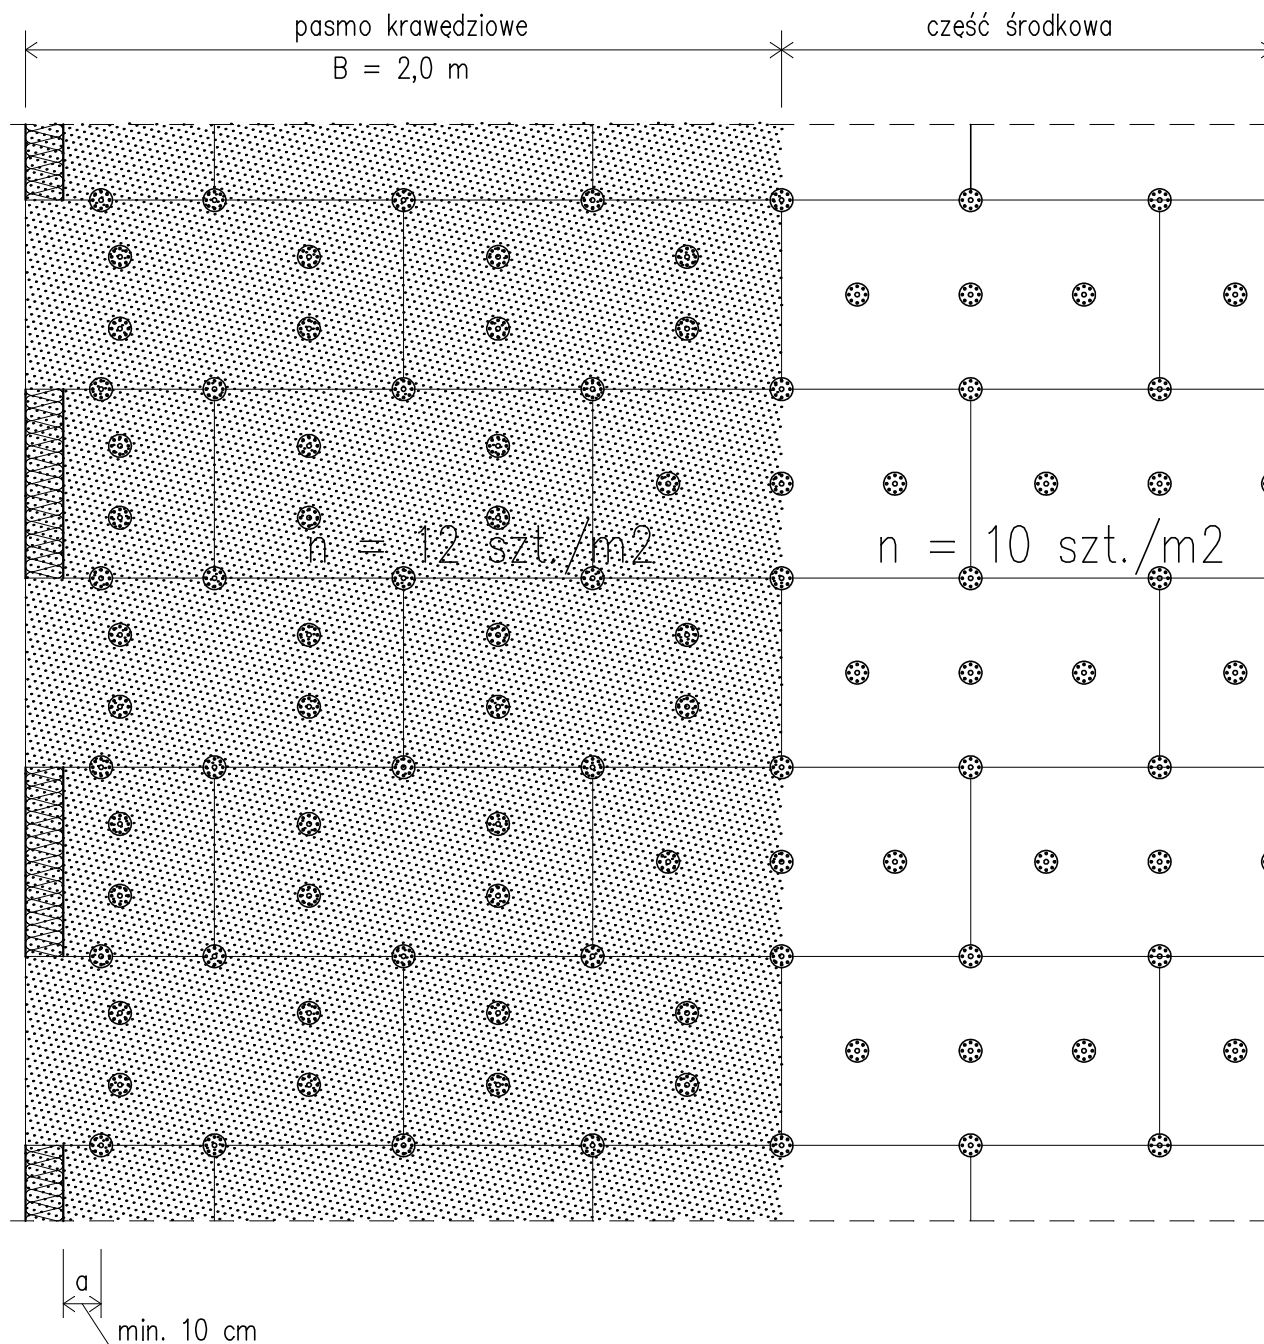 pasmo krawędziowe
część środkowa
B = 2,0 m
n = 12 szt./m2
n = 10 szt./m2
a
min. 10 cm